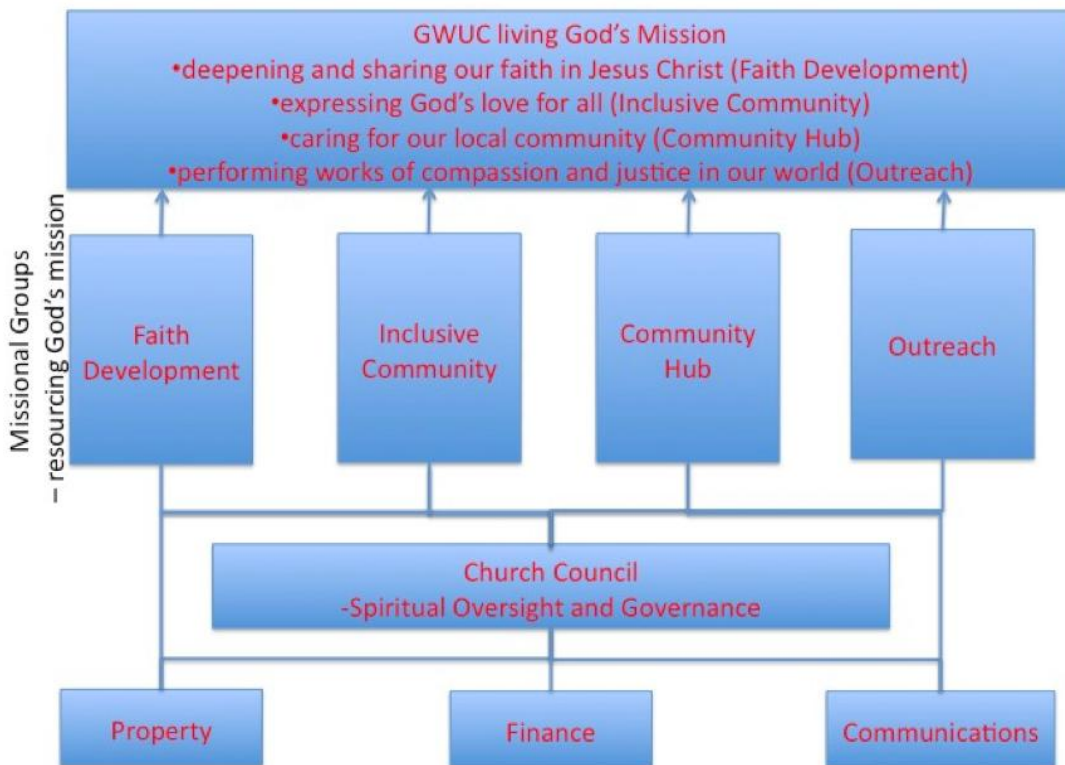 GWUC living God's Mission
•deepening and sharing our faith in Jesus Christ (Faith Development)
•expressing God's love for all (Inclusive Community)
•caring for our local community (Community Hub)
•performing works of compassion and justice in our world (Outreach)
Missional Groups
– resourcing God's mission
Faith
Development
Inclusive
Community
Community
Hub
Outreach
Church Council
-Spiritual Oversight and Governance
Property
Finance
Communications